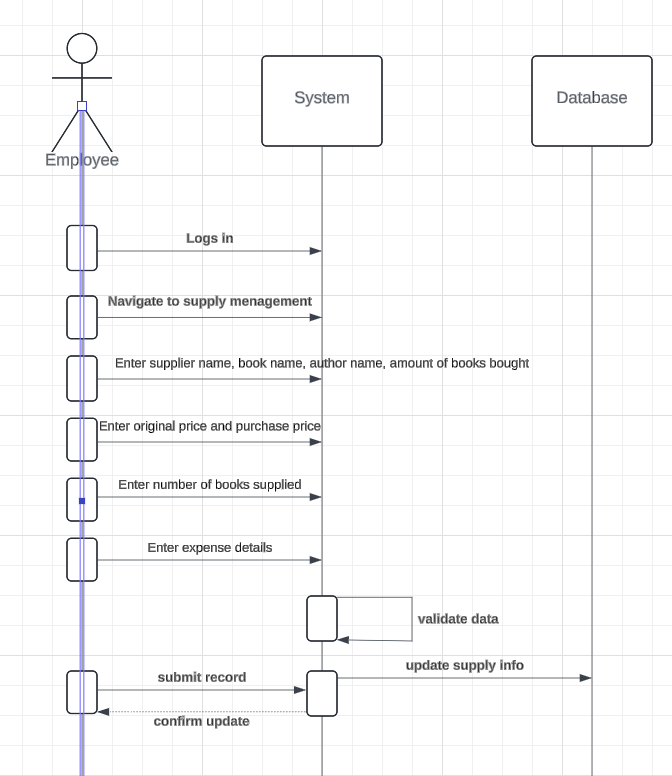 System
Database
Employee
Logs in
Navigate to supply menagement
Enter supplier name, book name, author name, amount of books bought
Enter original price and purchase price
Enter number of books supplied
Enter expense details
validate data
update supply info
submit record
confirm update